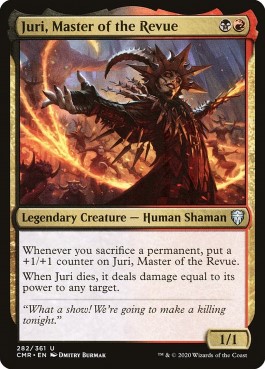 Juri, Master of the Revue
Legendary Creature — Human Shaman
Whenever you sacrifice a permanent, put a
+1/+1 counter on Juri, Master of the Revue.
When Juri dies, it deals damage equal to its
power to any target.
"What a show! We're going to make a killing
tonight."
1/1
282/361 U
CMR • EN Dmitry Burmak
™ & © 2020 Wizards of the Coast